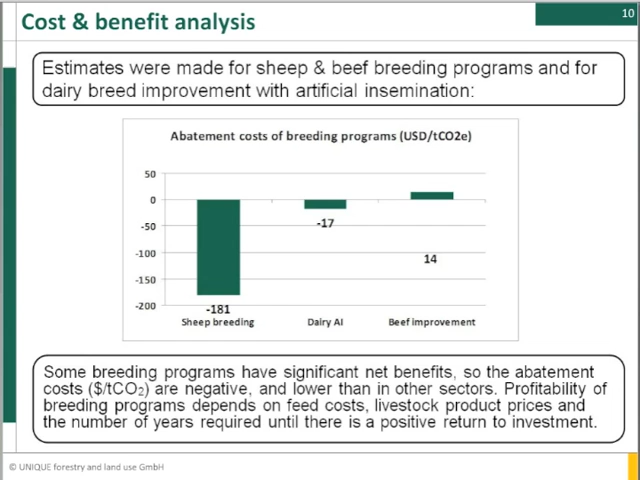 10
Cost & benefit analysis
Estimates were made for sheep & beef breeding programs and for
dairy breed improvement with artificial insemination:
Abatement costs of breeding programs (USD/tCO2e)
50
0
-50
-100
-150
-200
-181
-17
14
Sheep breeding
Dairy AI
Beef improvement
Some breeding programs have significant net benefits, so the abatement
costs ($/tCO₂) are negative, and lower than in other sectors. Profitability of
breeding programs depends on feed costs, livestock product prices and
the number of years required until there is a positive return to investment.
© UNIQUE forestry and land use GmbH